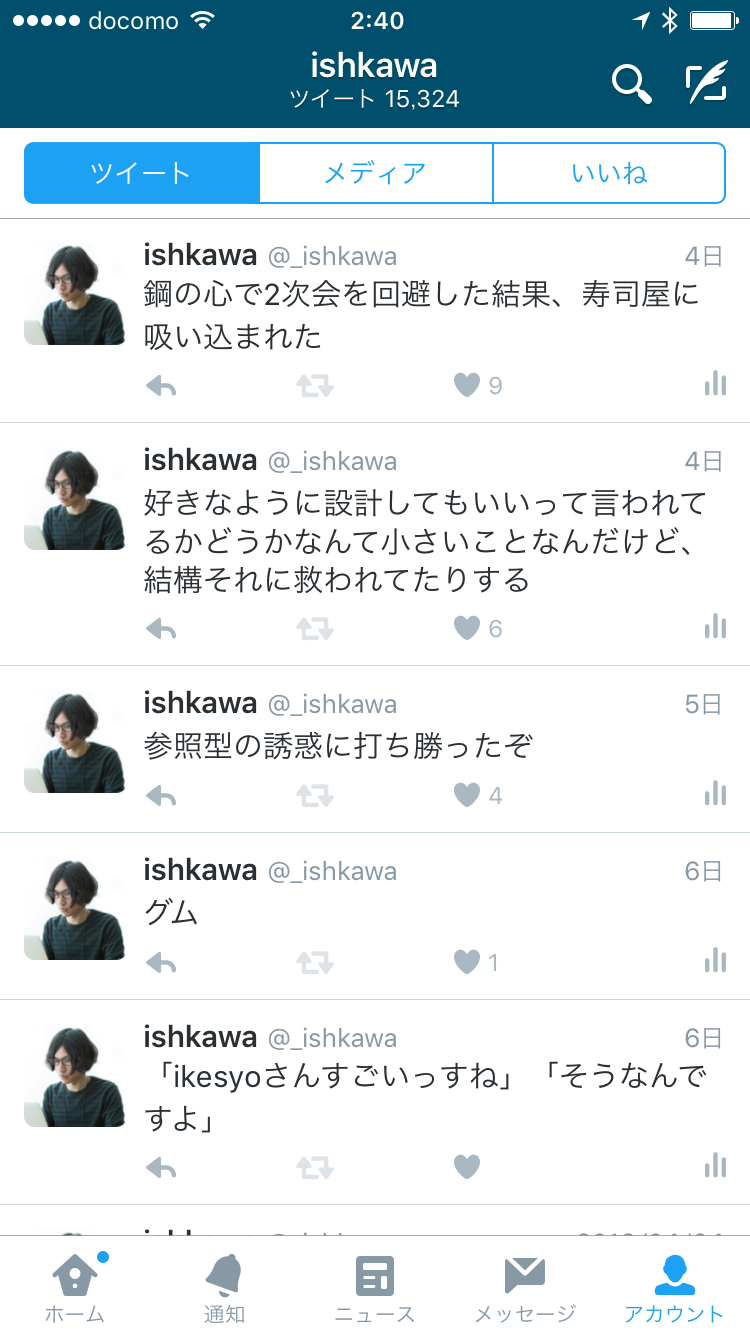 docomo 2:40
ishkawa
ツイート 15,324
ツイート メディア いいね
ishkawa @_ishkawa 4日
鋼の心で2次会を回避した結果、寿司屋に
吸い込まれた
9
ishkawa @_ishkawa 4日
好きなように設計してもいいって言われて
るかどうかなんて小さいことなんだけど、
結構それに救われてたりする
6
ishkawa @_ishkawa 5日
参照型の誘惑に打ち勝ったぞ
4
ishkawa @_ishkawa 6日
グム
1
ishkawa @_ishkawa 6日
「ikesyoさんすごいっすね」「そうなんで
すよ」
ホーム 通知 ニュース メッセージ アカウント